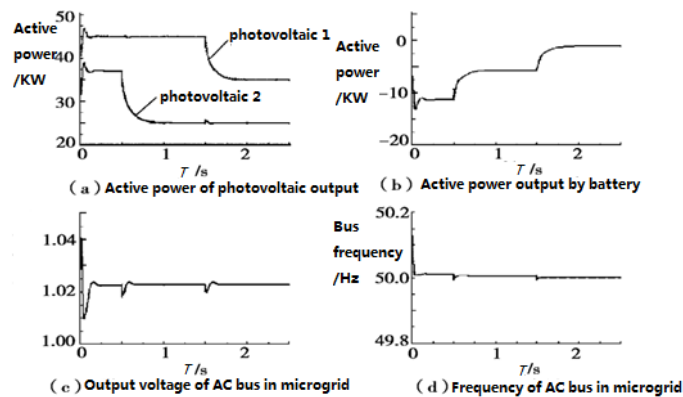 Active
power
/KW
50
45
35
25
20
photovoltaic 1
photovoltaic 2
0
1
2
T /s
(a) Active power of photovoltaic output
Active
power
/KW
0
-10
-20
0
1
2
T /s
(b) Active power output by battery
1.04
1.02
1.00
0
1
2
T/s
(c) Output voltage of AC bus in microgrid
Bus
frequency
/Hz
50.2
50.0
49.8
0
1
2
T/s
(d) Frequency of AC bus in microgrid